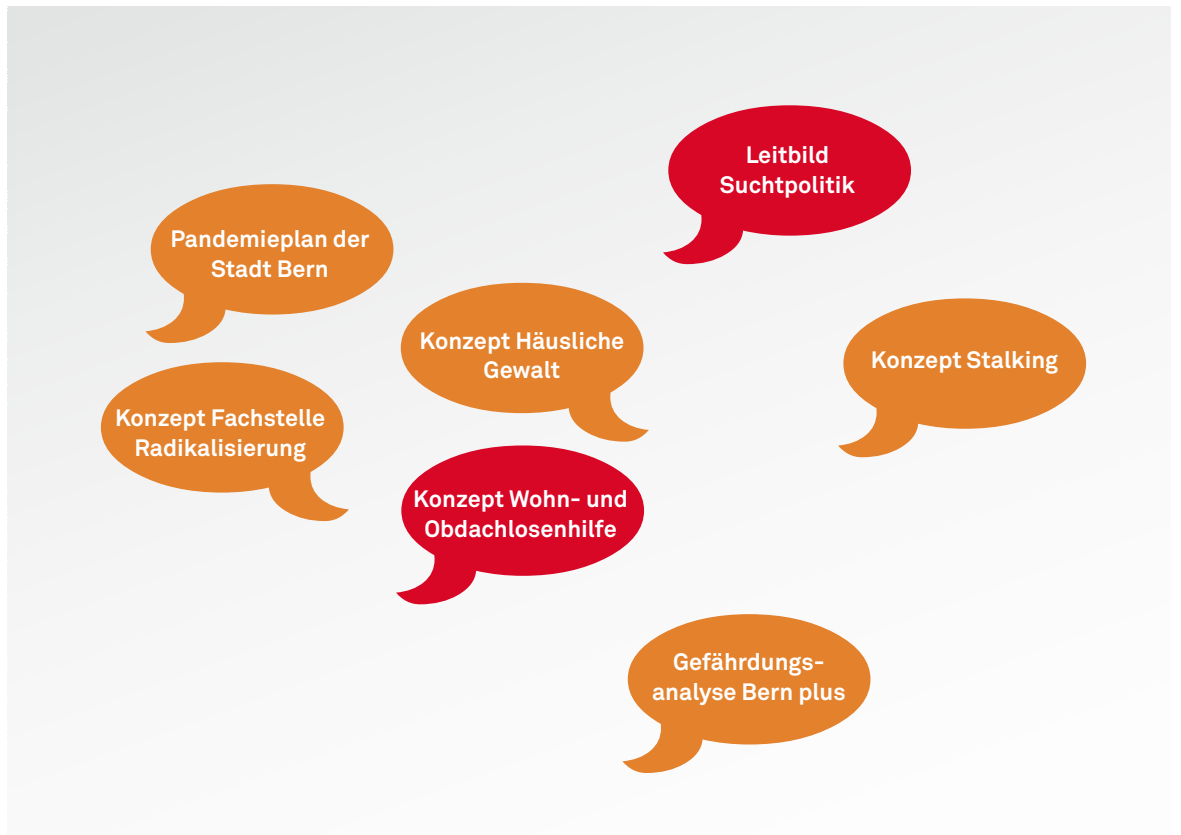 Leitbild
Suchtpolitik
Pandemieplan der
Stadt Bern
Konzept Häusliche
Gewalt
Konzept Stalking
Konzept Fachstelle
Radikalisierung
Konzept Wohn- und
Obdachlosenhilfe
Gefährdungs-
analyse Bern plus